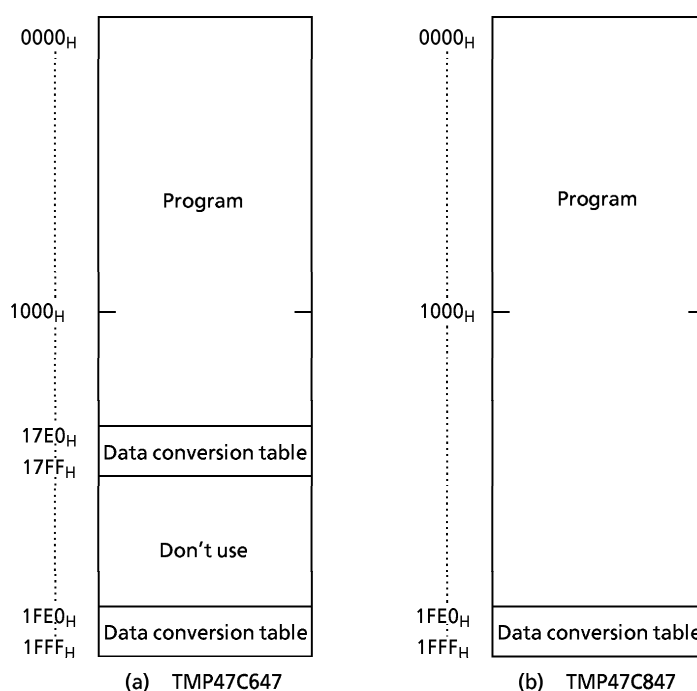 0000H
Program
1000H
17E0H
Data conversion table
17FFH
Don't use
1FE0H
Data conversion table
1FFFH
(a) TMP47C647
0000H
Program
1000H
1FE0H
Data conversion table
1FFFH
(b) TMP47C847